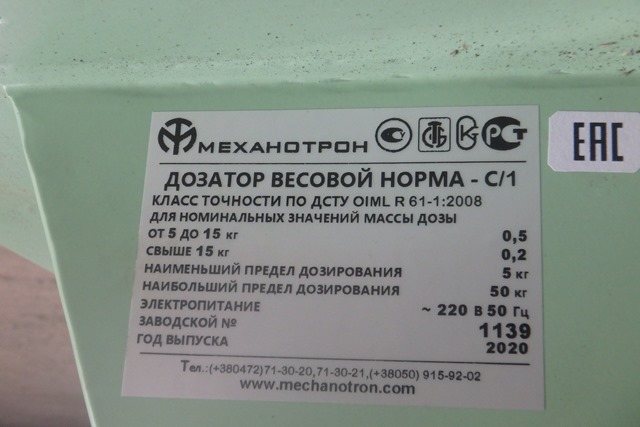 МЕХАНОТРОН
РСТ
EAC
ДОЗАТОР ВЕСОВОЙ НОРМА - С/1
КЛАСС ТОЧНОСТИ ПО ДСТУ OIML R 61-1:2008
ДЛЯ НОМИНАЛЬНЫХ ЗНАЧЕНИЙ МАССЫ ДОЗЫ
ОТ 5 ДО 15 кг 0,5
СВЫШЕ 15 кг 0,2
НАИМЕНЬШИЙ ПРЕДЕЛ ДОЗИРОВАНИЯ 5 кг
НАИБОЛЬШИЙ ПРЕДЕЛ ДОЗИРОВАНИЯ 50 кг
ЭЛЕКТРОПИТАНИЕ ~ 220 В 50 Гц
ЗАВОДСКОЙ № 1139
ГОД ВЫПУСКА 2020
Тел.:(+380472)71-30-20,71-30-21,(+38050) 915-92-02
www.mechanotron.com